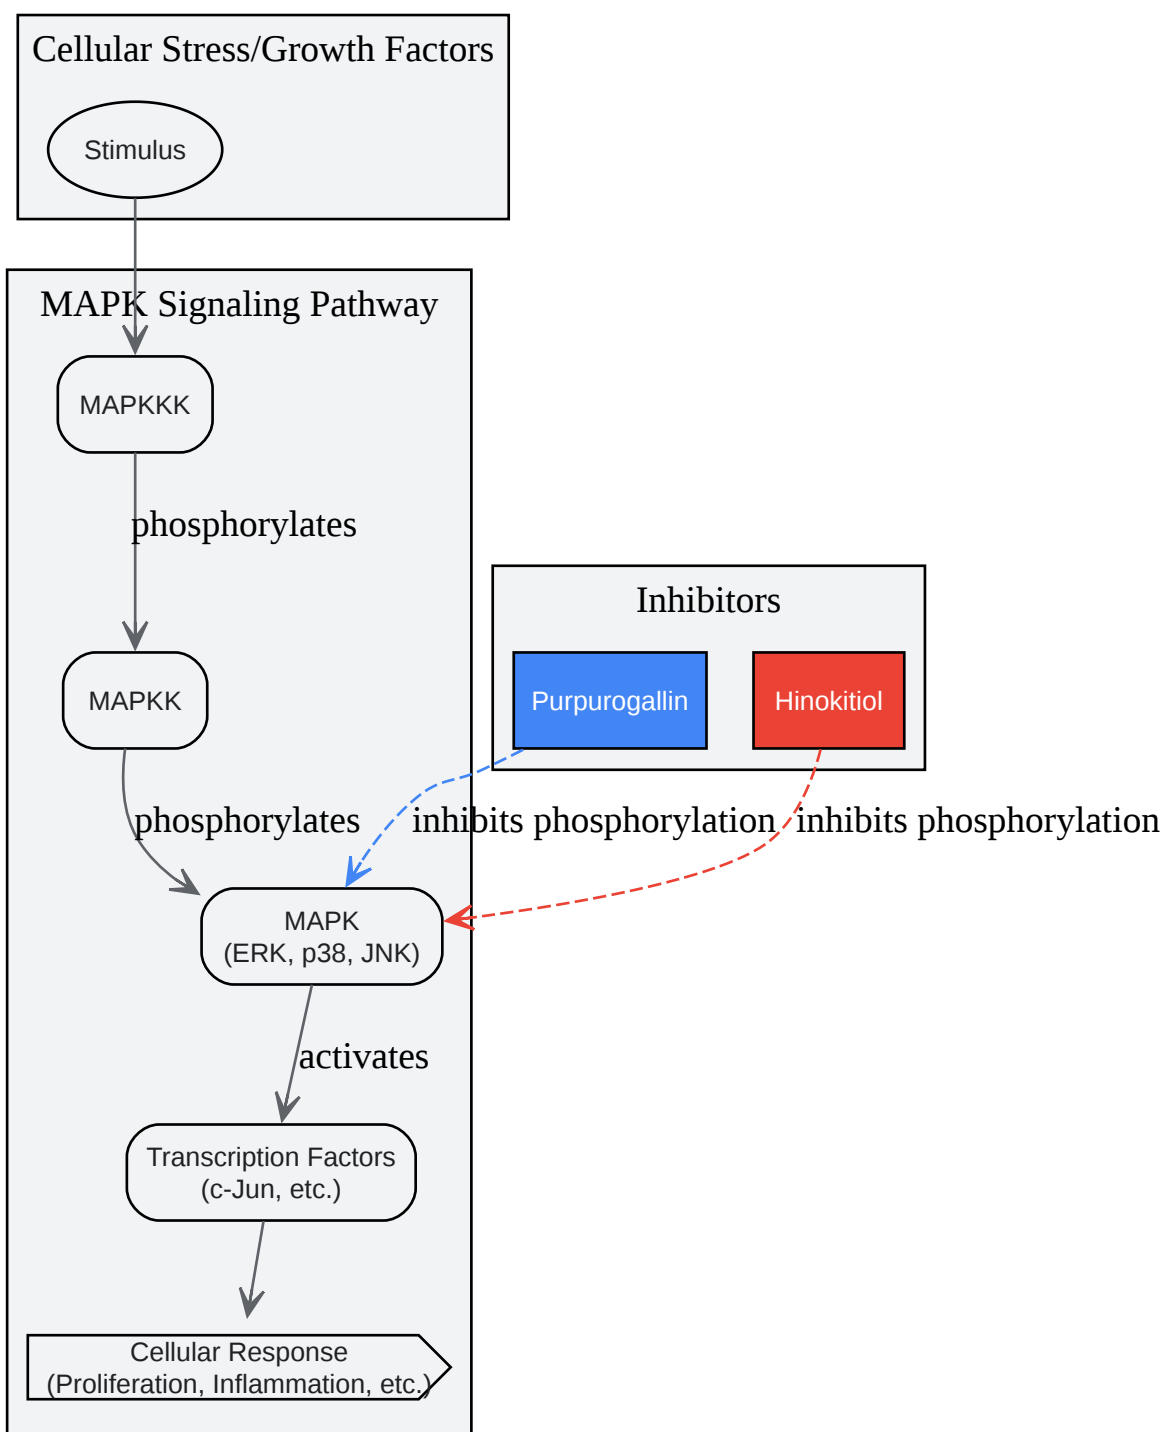 Cellular Stress/Growth Factors
Stimulus
MAPK Signaling Pathway
MAPKKK
phosphorylates
Inhibitors
MAPKK
Purpurogallin
Hinokitiol
phosphorylates
inhibits phosphorylation
inhibits phosphorylation
MAPK
(ERK, p38, JNK)
activates
Transcription Factors
(c-Jun, etc.)
Cellular Response
(Proliferation, Inflammation, etc.)